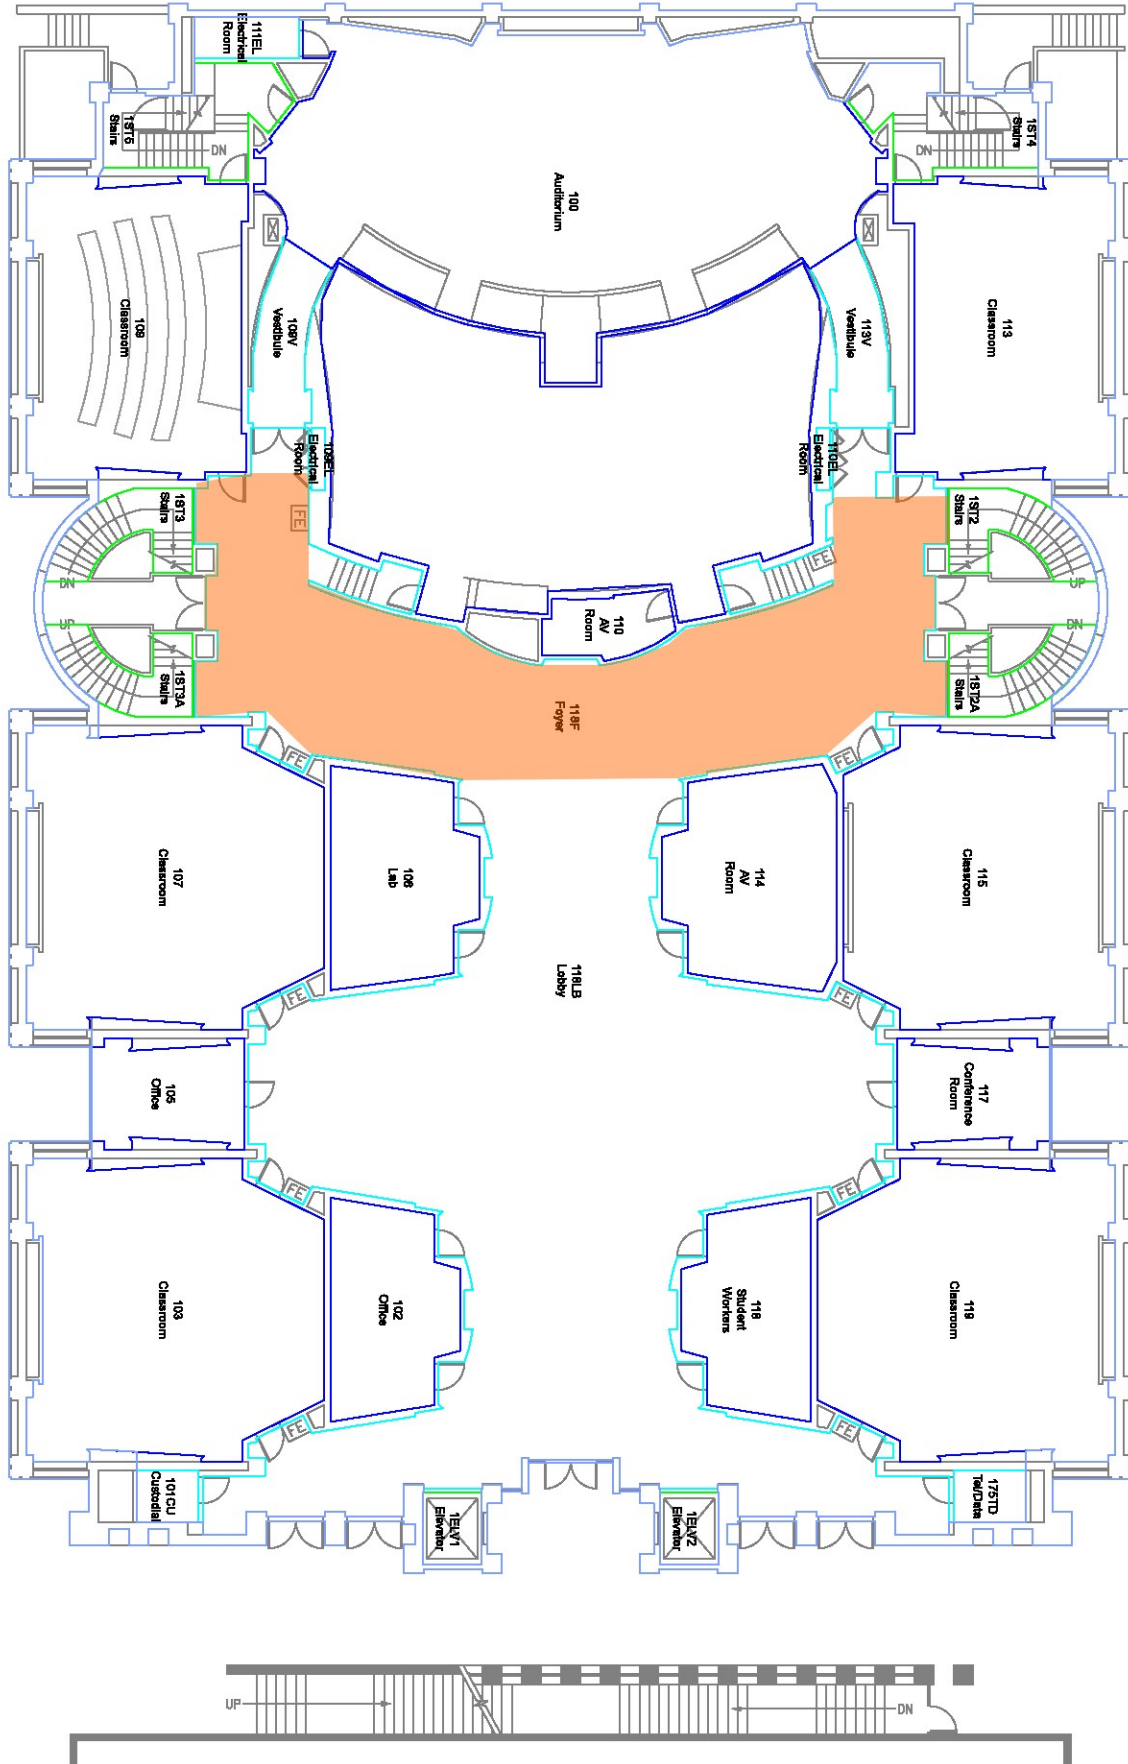 111EL
Electrical
Room
1ST5
Stairs
DN
1ST4
Stairs
DN
100
Auditorium
109
Classroom
109V
Vestibule
113V
Vestibule
113
Classroom
109EL
Electrical
Room
110EL
Electrical
Room
1ST3
Stairs
FE
FE
1ST2
Stairs
DN
UP
UP
DN
110
AV
Room
1ST3A
Stairs
1ST2A
Stairs
118F
Foyer
FE
FE
107
Classroom
106
Lab
114
AV
Room
115
Classroom
118LB
Lobby
FE
FE
105
Office
117
Conference
Room
FE
FE
103
Classroom
102
Office
118
Student
Workers
119
Classroom
FE
FE
101CU
Custodial
175TD
Tel/Data
1ELV1
Elevator
1ELV2
Elevator
UP
DN